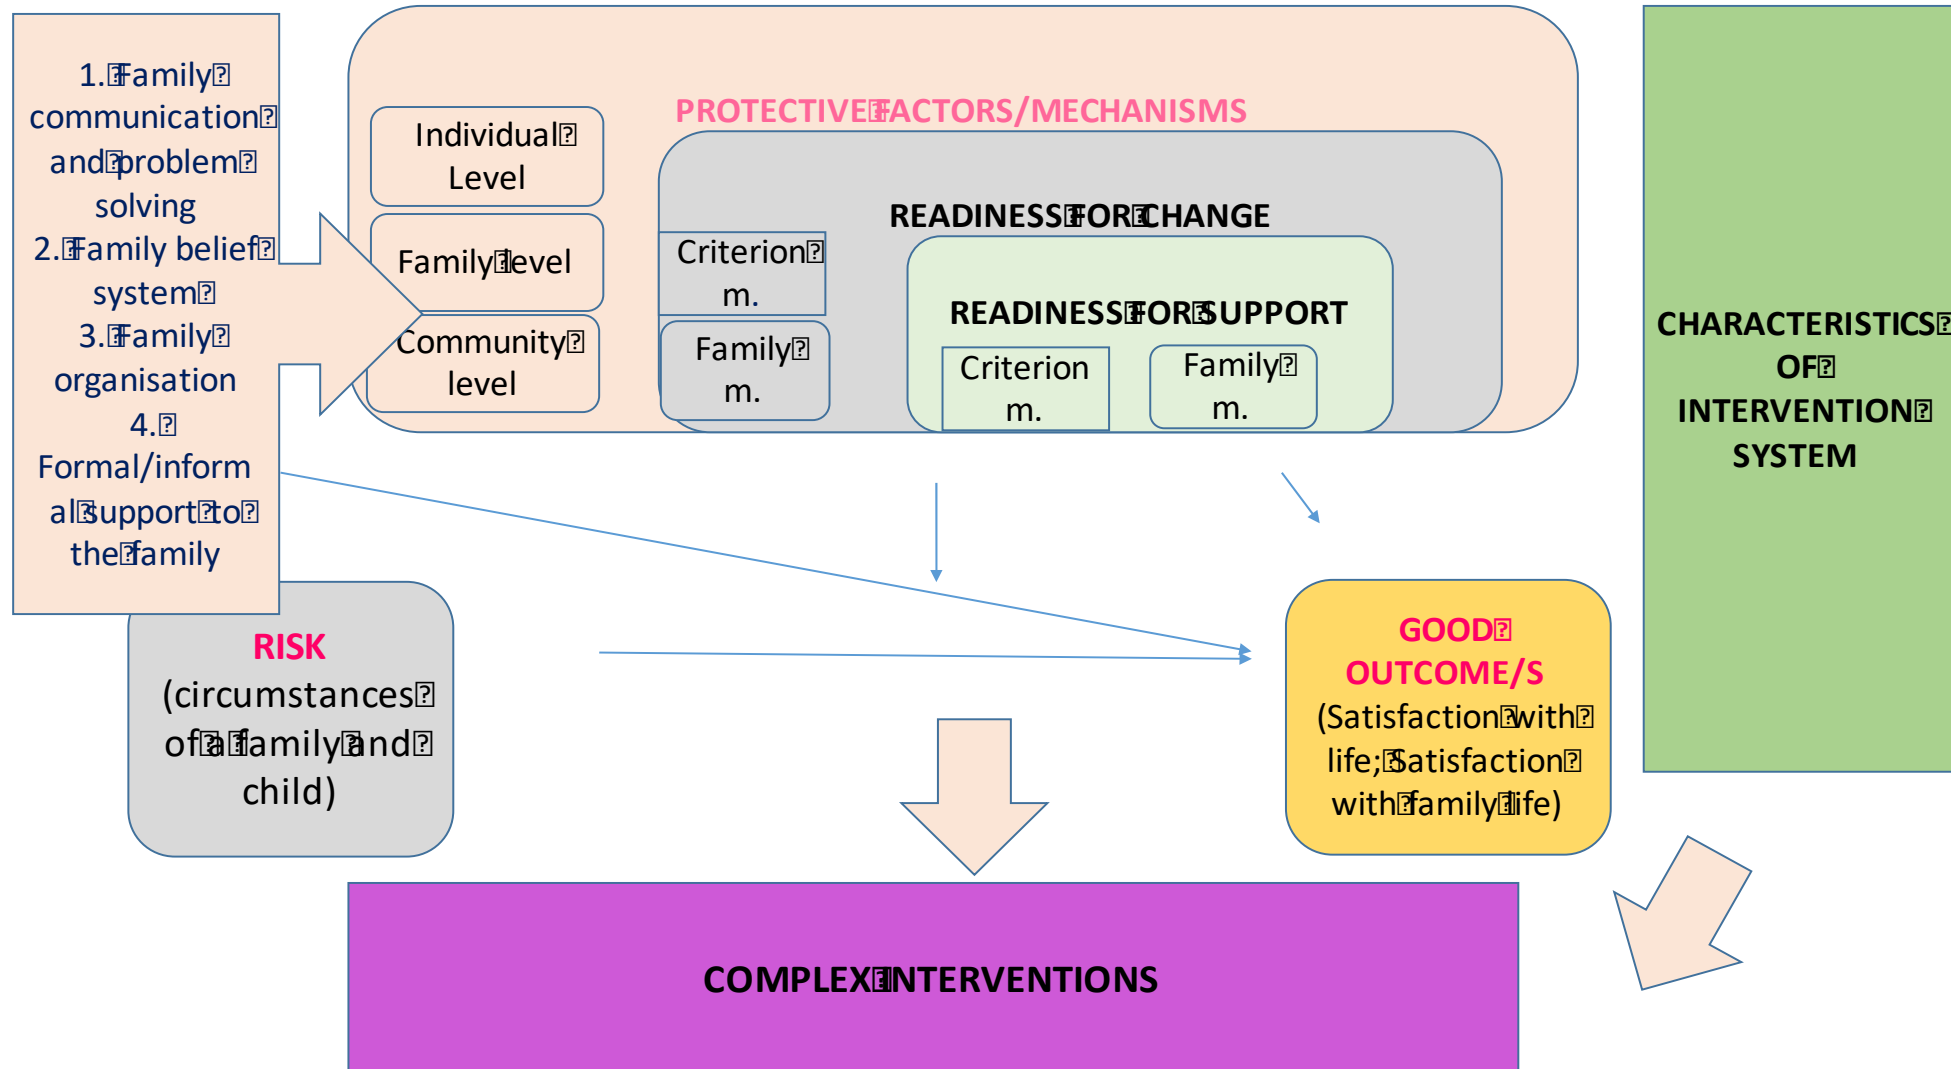 1. Family
communication
and problem
solving
2. Family belief
system
3. Family
organisation
4.
Formal/inform
al support to
the family
PROTECTIVE FACTORS/MECHANISMS
Individual
Level
Family level
Community
level
READINESS FOR CHANGE
Criterion
m.
Family
m.
READINESS FOR SUPPORT
Criterion
m.
Family
m.
CHARACTERISTICS
OF
INTERVENTION
SYSTEM
RISK
(circumstances
of a family and
child)
GOOD
OUTCOME/S
(Satisfaction with
life; Satisfaction
with family life)
COMPLEX INTERVENTIONS